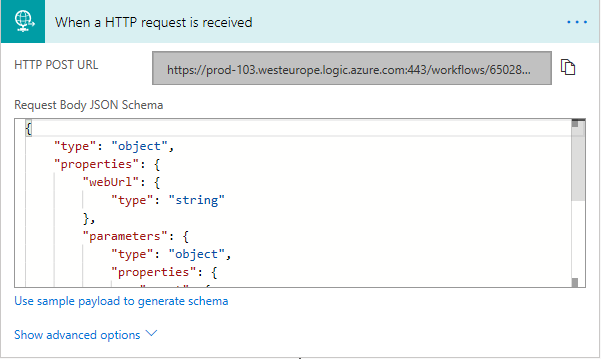 When a HTTP request is received
HTTP POST URL
https://prod-103.westeurope.logic.azure.com:443/workflows/65028...
Request Body JSON Schema
{
"type": "object",
"properties": {
"webUrl": {
"type": "string"
},
"parameters": {
"type": "object",
"properties": {
Use sample payload to generate schema
Show advanced options